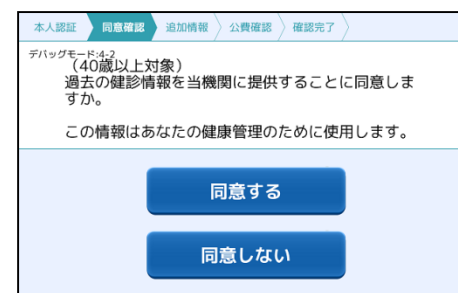 本人認証 同意確認 追加情報 公費確認 確認完了
デバッグモード:4-2
（40歳以上対象）
過去の健診情報を当機関に提供することに同意しま
すか。
この情報はあなたの健康管理のために使用します。
同意する
同意しない